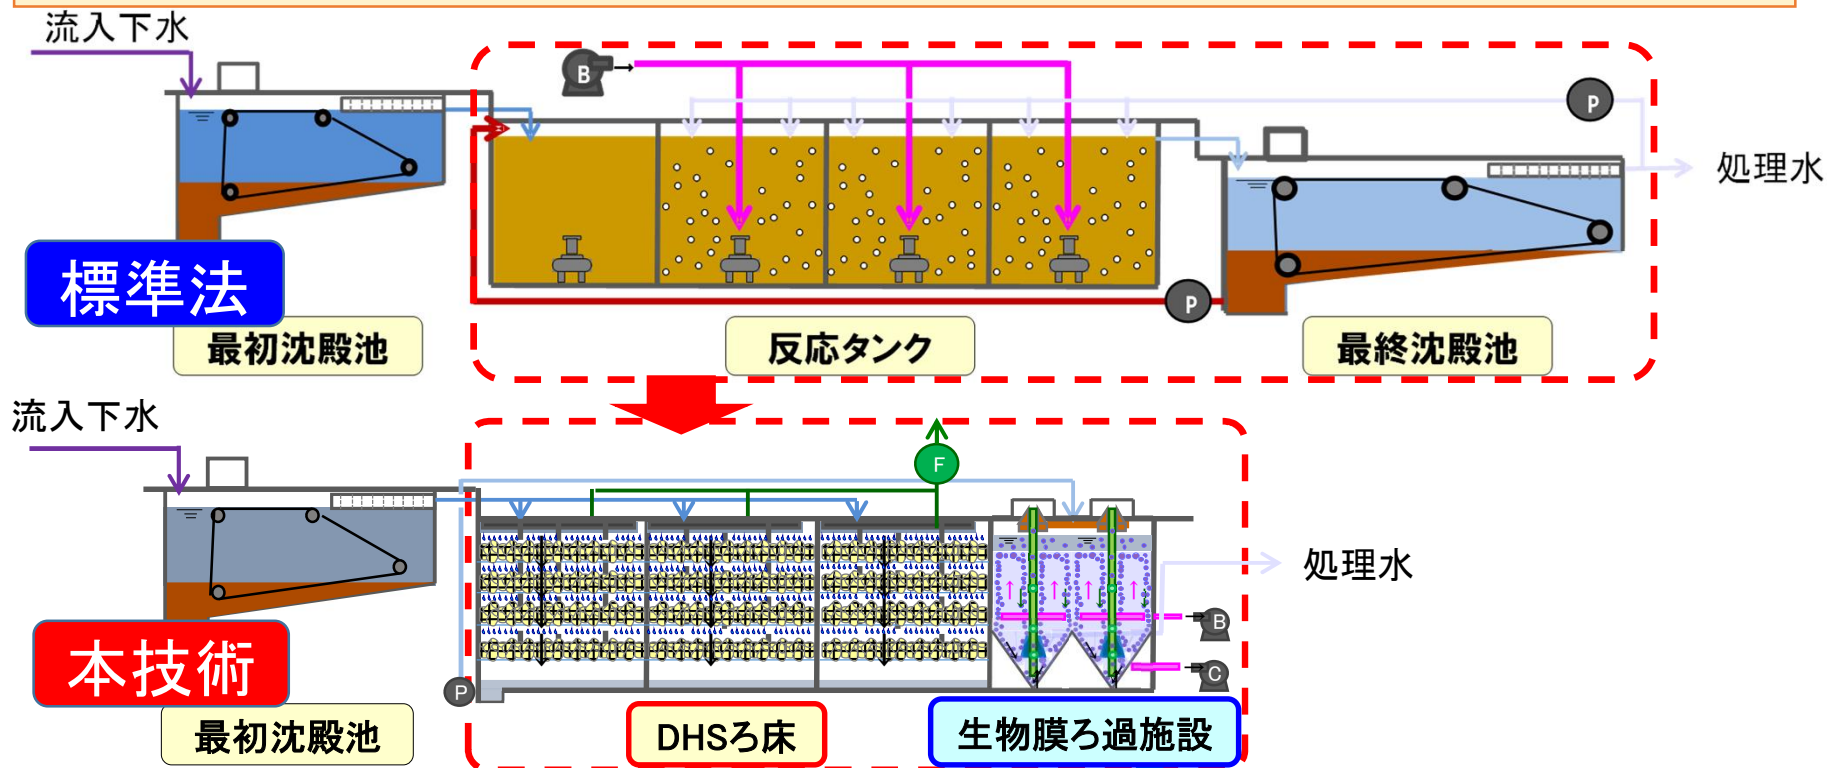 流入下水
B
P
処理水
標準法
P
最初沈殿池
反応タンク
最終沈殿池
流入下水
F
処理水
B
本技術
C
P
最初沈殿池
DHSろ床
生物膜ろ過施設